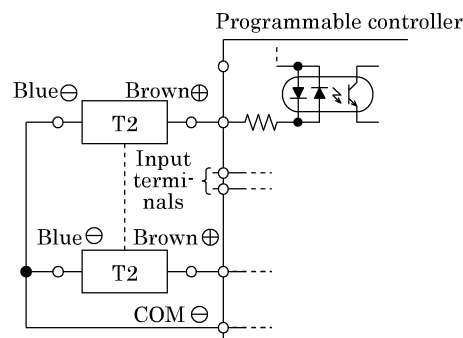 Programmable controller
Blue⊖ Brown⊕
T2
Input
termi-
nals
Blue⊖ Brown⊕
T2
COM ⊖